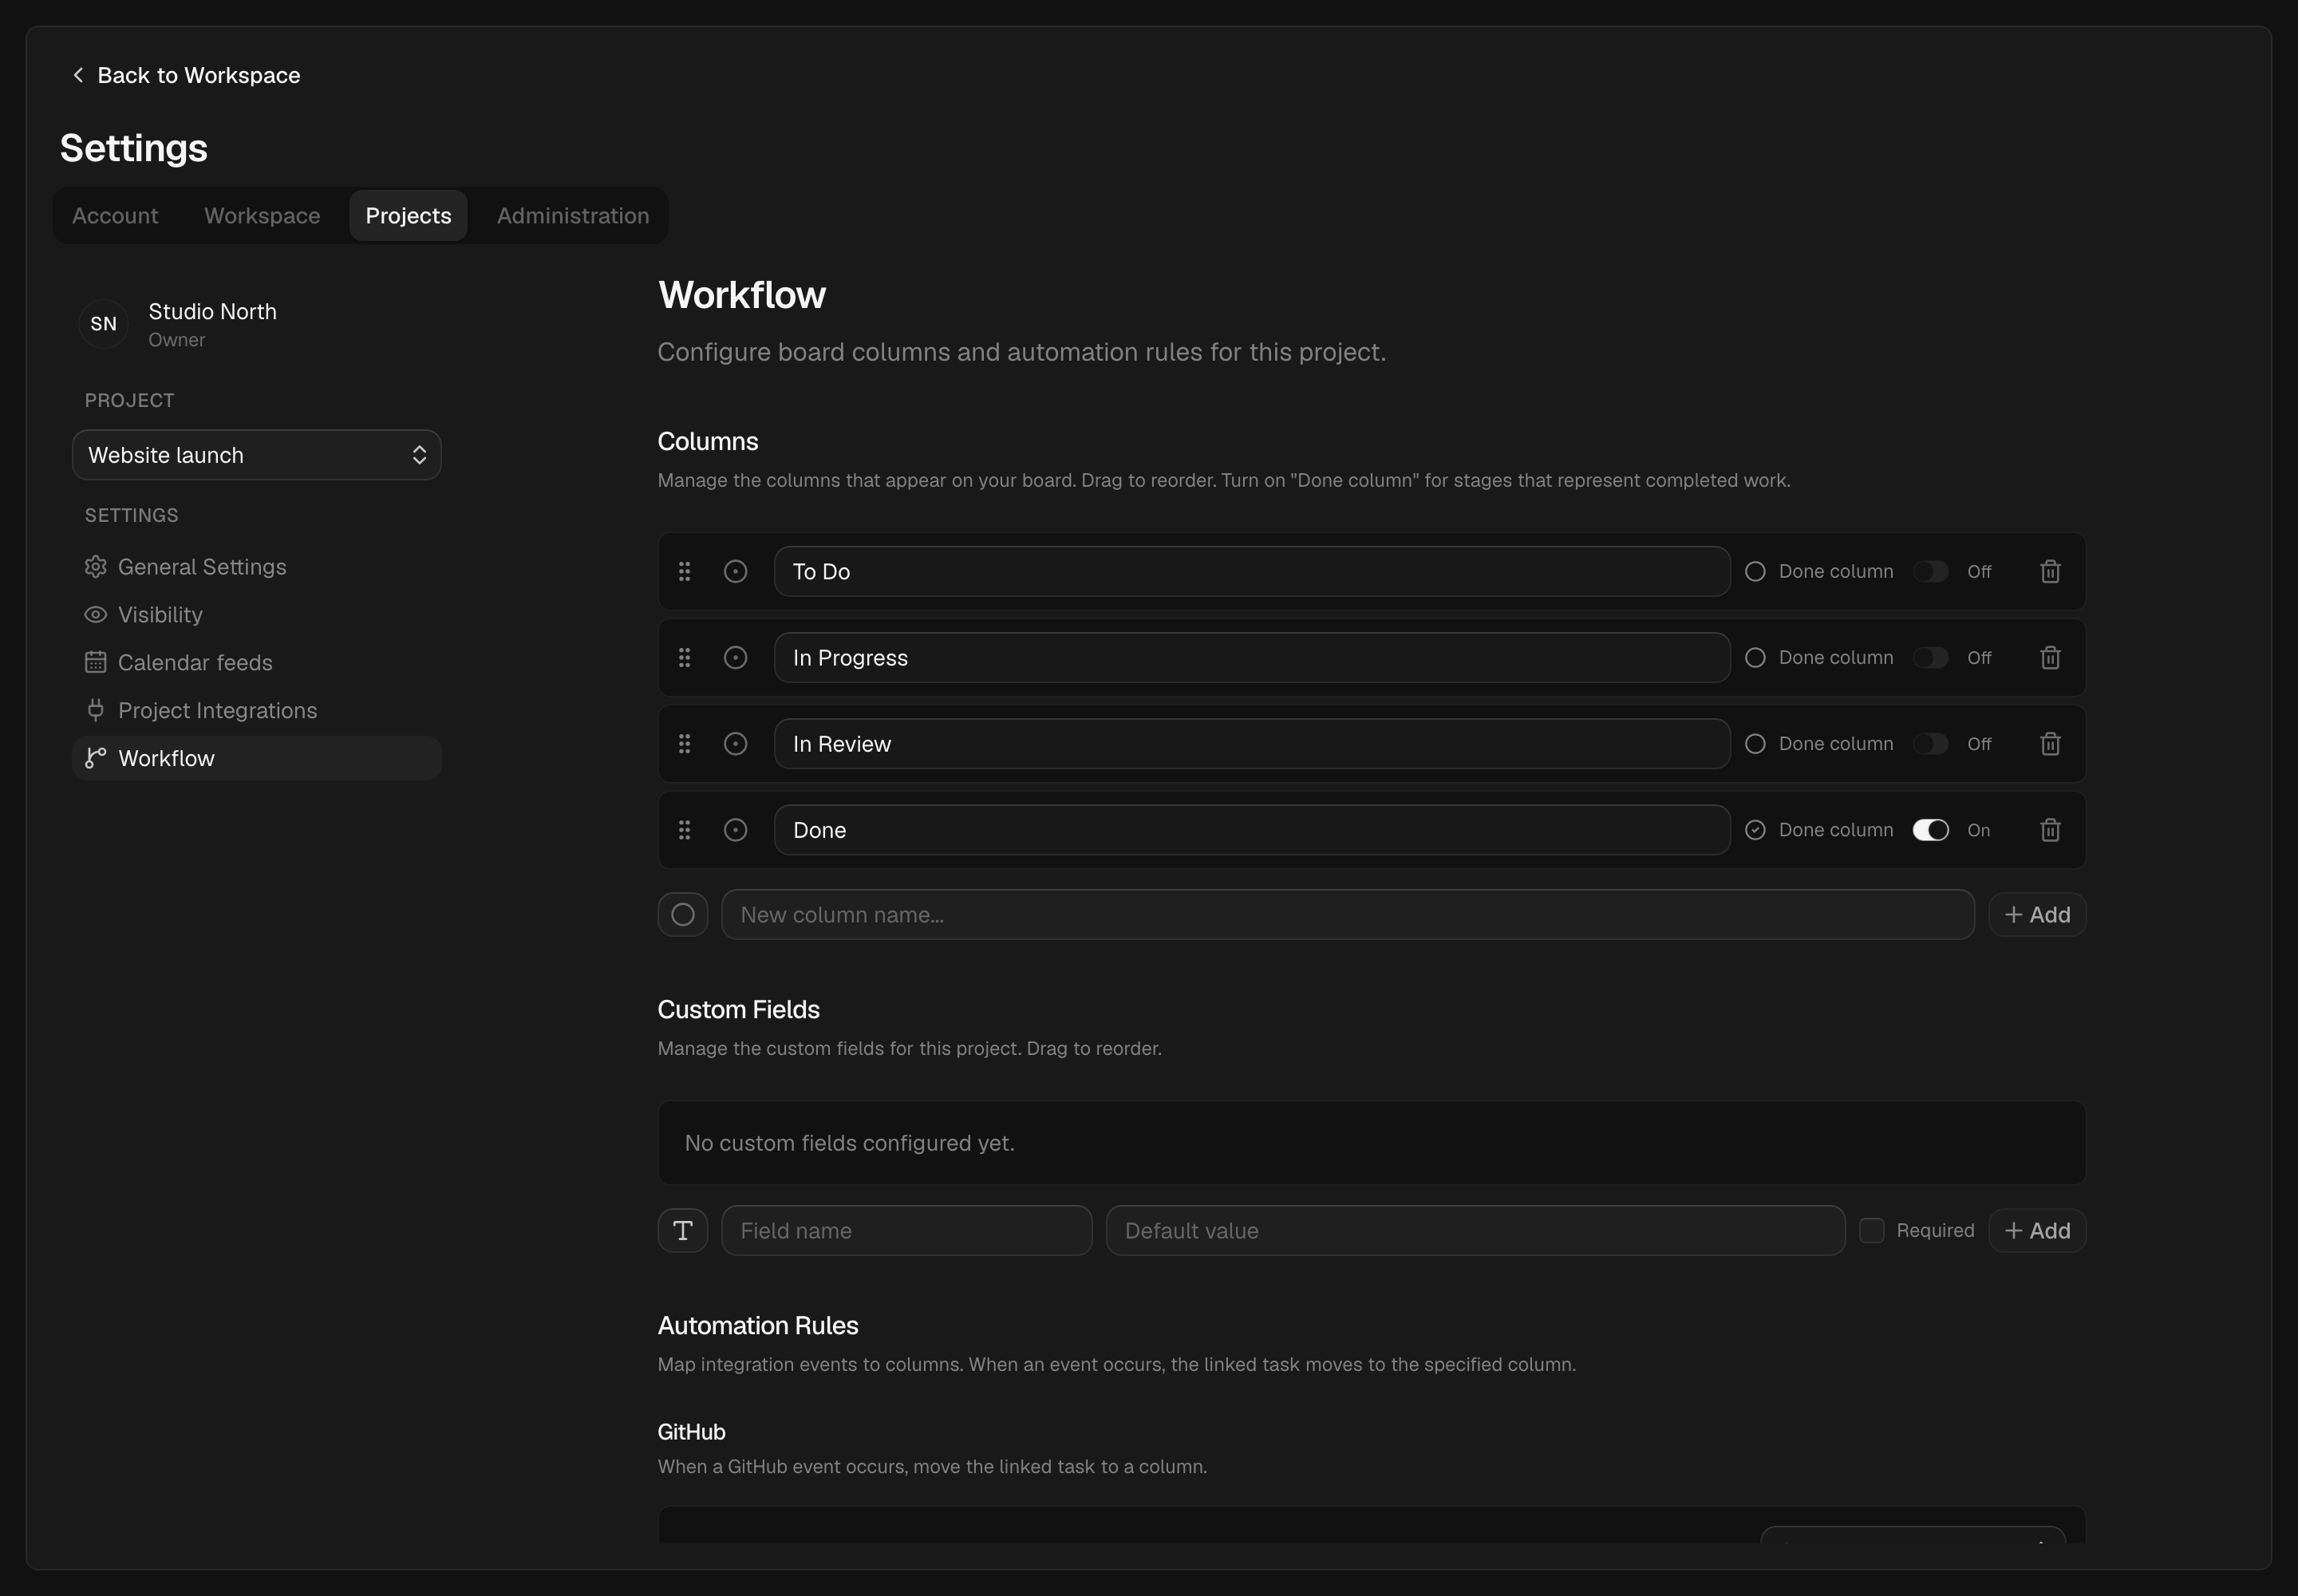 Back to Workspace
Settings
Account Workspace Projects Administration
SN
Studio North
Owner
PROJECT
Website launch
SETTINGS
General Settings
Visibility
Calendar feeds
Project Integrations
Workflow
Workflow
Configure board columns and automation rules for this project.
Columns
Manage the columns that appear on your board. Drag to reorder. Turn on "Done column" for stages that represent completed work.
To Do Done column Off
In Progress Done column Off
In Review Done column Off
Done Done column On
New column name... Add
Custom Fields
Manage the custom fields for this project. Drag to reorder.
No custom fields configured yet.
Field name Default value Required Add
Automation Rules
Map integration events to columns. When an event occurs, the linked task moves to the specified column.
GitHub
When a GitHub event occurs, move the linked task to a column.